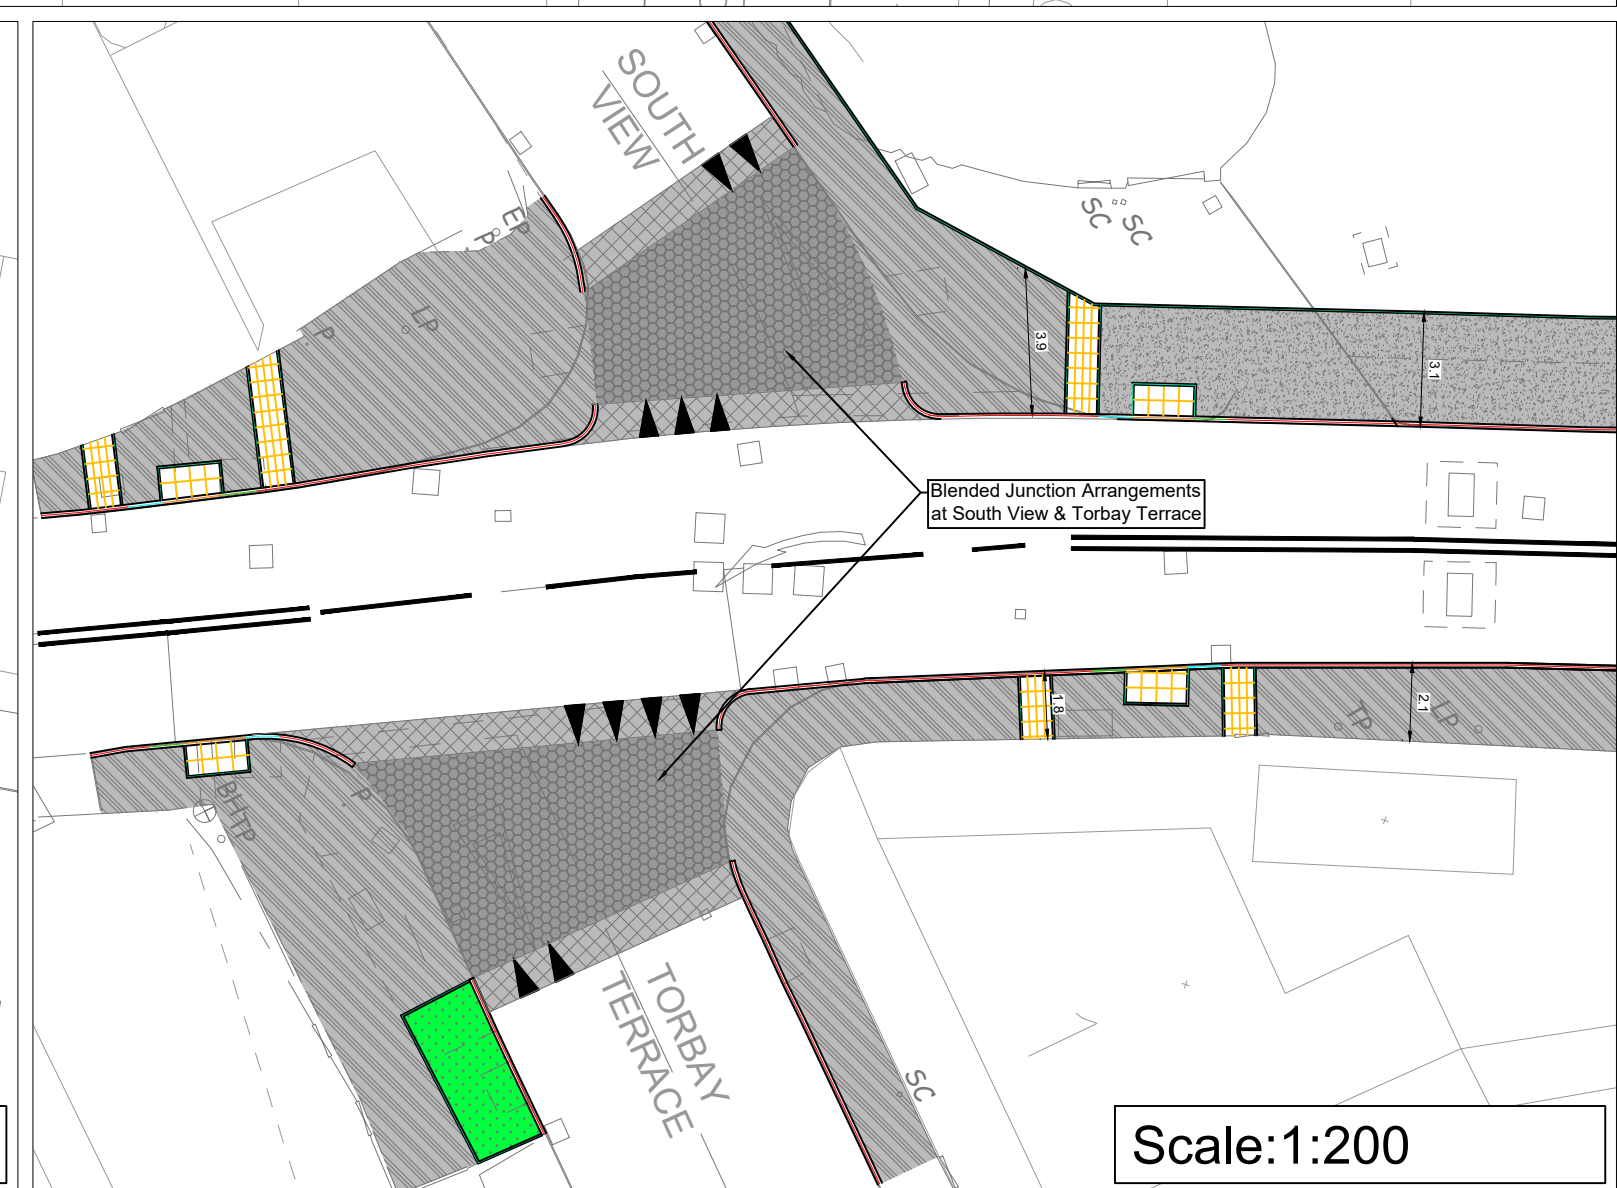 SOUTH
VIEW
SC
SC
EP
P
LP
P
3.9
3.1
Blended Junction Arrangements
at South View & Torbay Terrace
1.8
2.1
TP
LP
BHTP
P
TORBAY
TERRACE
SC
Scale:1:200